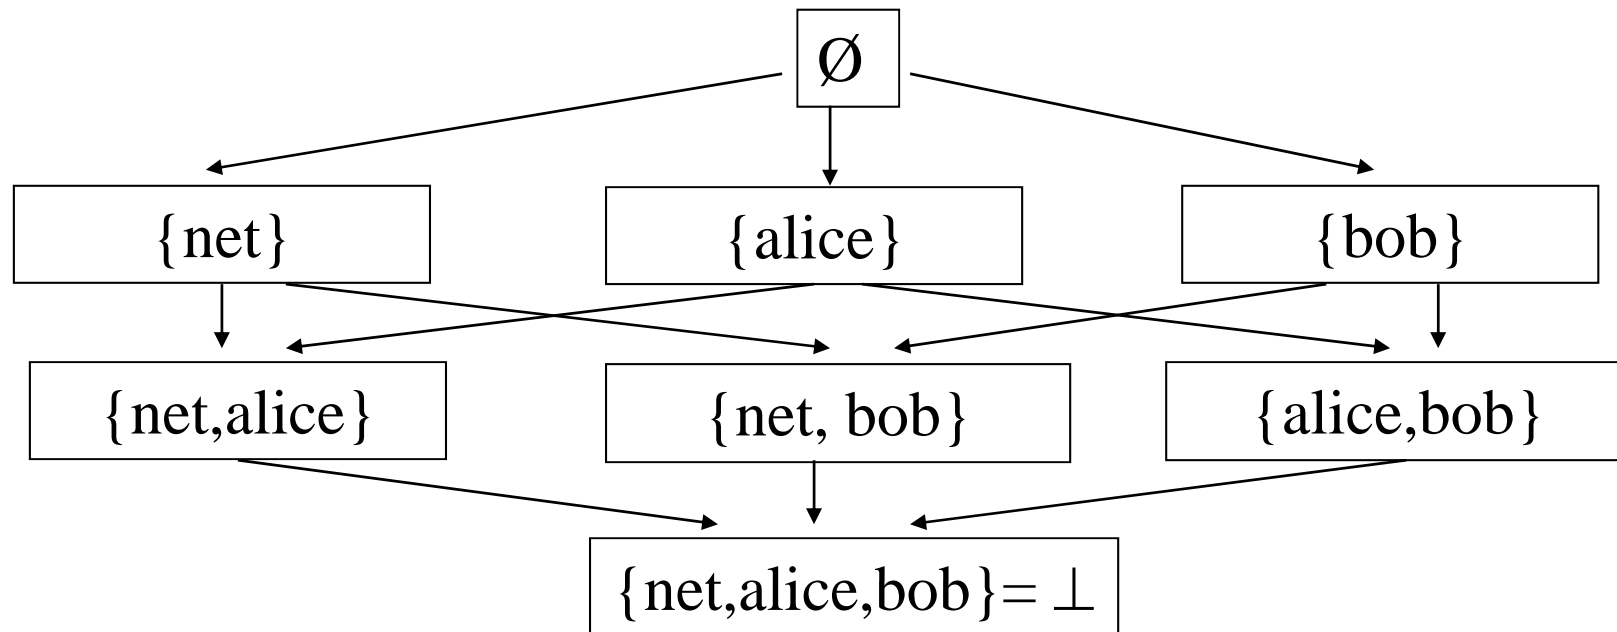 Ø
{net} {alice} {bob}
{net,alice} {net, bob} {alice,bob}
{net,alice,bob}= ⊥